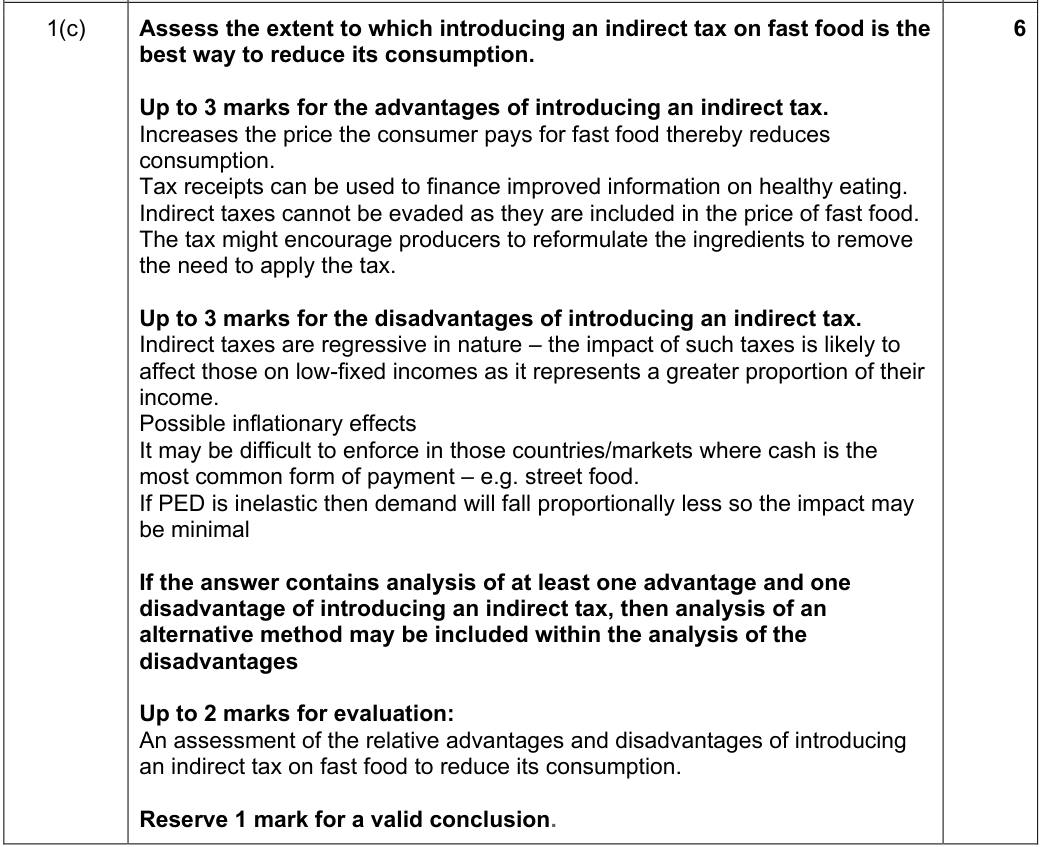 1(c)
Assess the extent to which introducing an indirect tax on fast food is the
best way to reduce its consumption.
6
Up to 3 marks for the advantages of introducing an indirect tax.
Increases the price the consumer pays for fast food thereby reduces
consumption.
Tax receipts can be used to finance improved information on healthy eating.
Indirect taxes cannot be evaded as they are included in the price of fast food.
The tax might encourage producers to reformulate the ingredients to remove
the need to apply the tax.
Up to 3 marks for the disadvantages of introducing an indirect tax.
Indirect taxes are regressive in nature – the impact of such taxes is likely to
affect those on low-fixed incomes as it represents a greater proportion of their
income.
Possible inflationary effects
It may be difficult to enforce in those countries/markets where cash is the
most common form of payment – e.g. street food.
If PED is inelastic then demand will fall proportionally less so the impact may
be minimal
If the answer contains analysis of at least one advantage and one
disadvantage of introducing an indirect tax, then analysis of an
alternative method may be included within the analysis of the
disadvantages
Up to 2 marks for evaluation:
An assessment of the relative advantages and disadvantages of introducing
an indirect tax on fast food to reduce its consumption.
Reserve 1 mark for a valid conclusion.